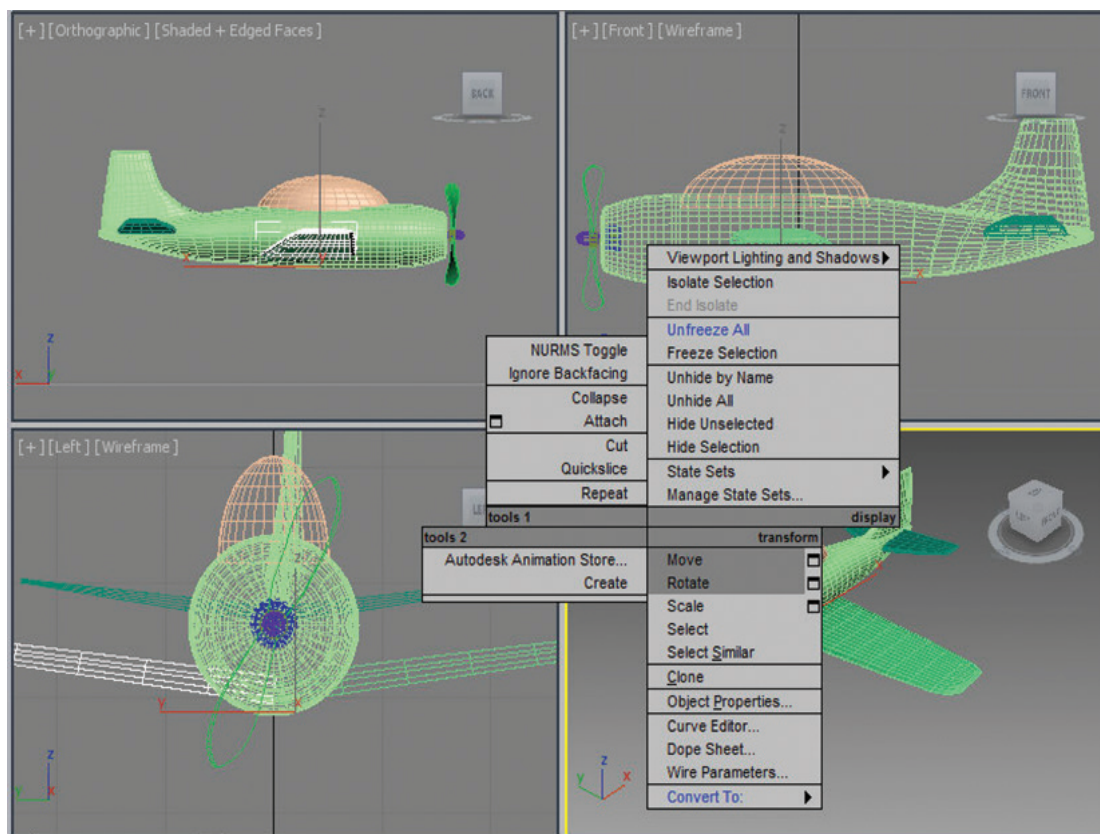 [+] [Orthographic] [Shaded + Edged Faces]
BACK
z
x
y
z
x
y
[+] [Front] [Wireframe]
FRONT
z
x
Viewport Lighting and Shadows
Isolate Selection
End Isolate
Unfreeze All
Freeze Selection
Unhide by Name
Unhide All
Hide Unselected
Hide Selection
State Sets
Manage State Sets...
display
NURMS Toggle
Ignore Backfacing
Collapse
Attach
Cut
Quickslice
Repeat
tools 1
tools 2
Autodesk Animation Store...
Create
transform
Move
Rotate
Scale
Select
Select Similar
Clone
Object Properties...
Curve Editor...
Dope Sheet...
Wire Parameters...
Convert To:
[+] [Left] [Wireframe]
z
y
x
z
y
x
z
y
x